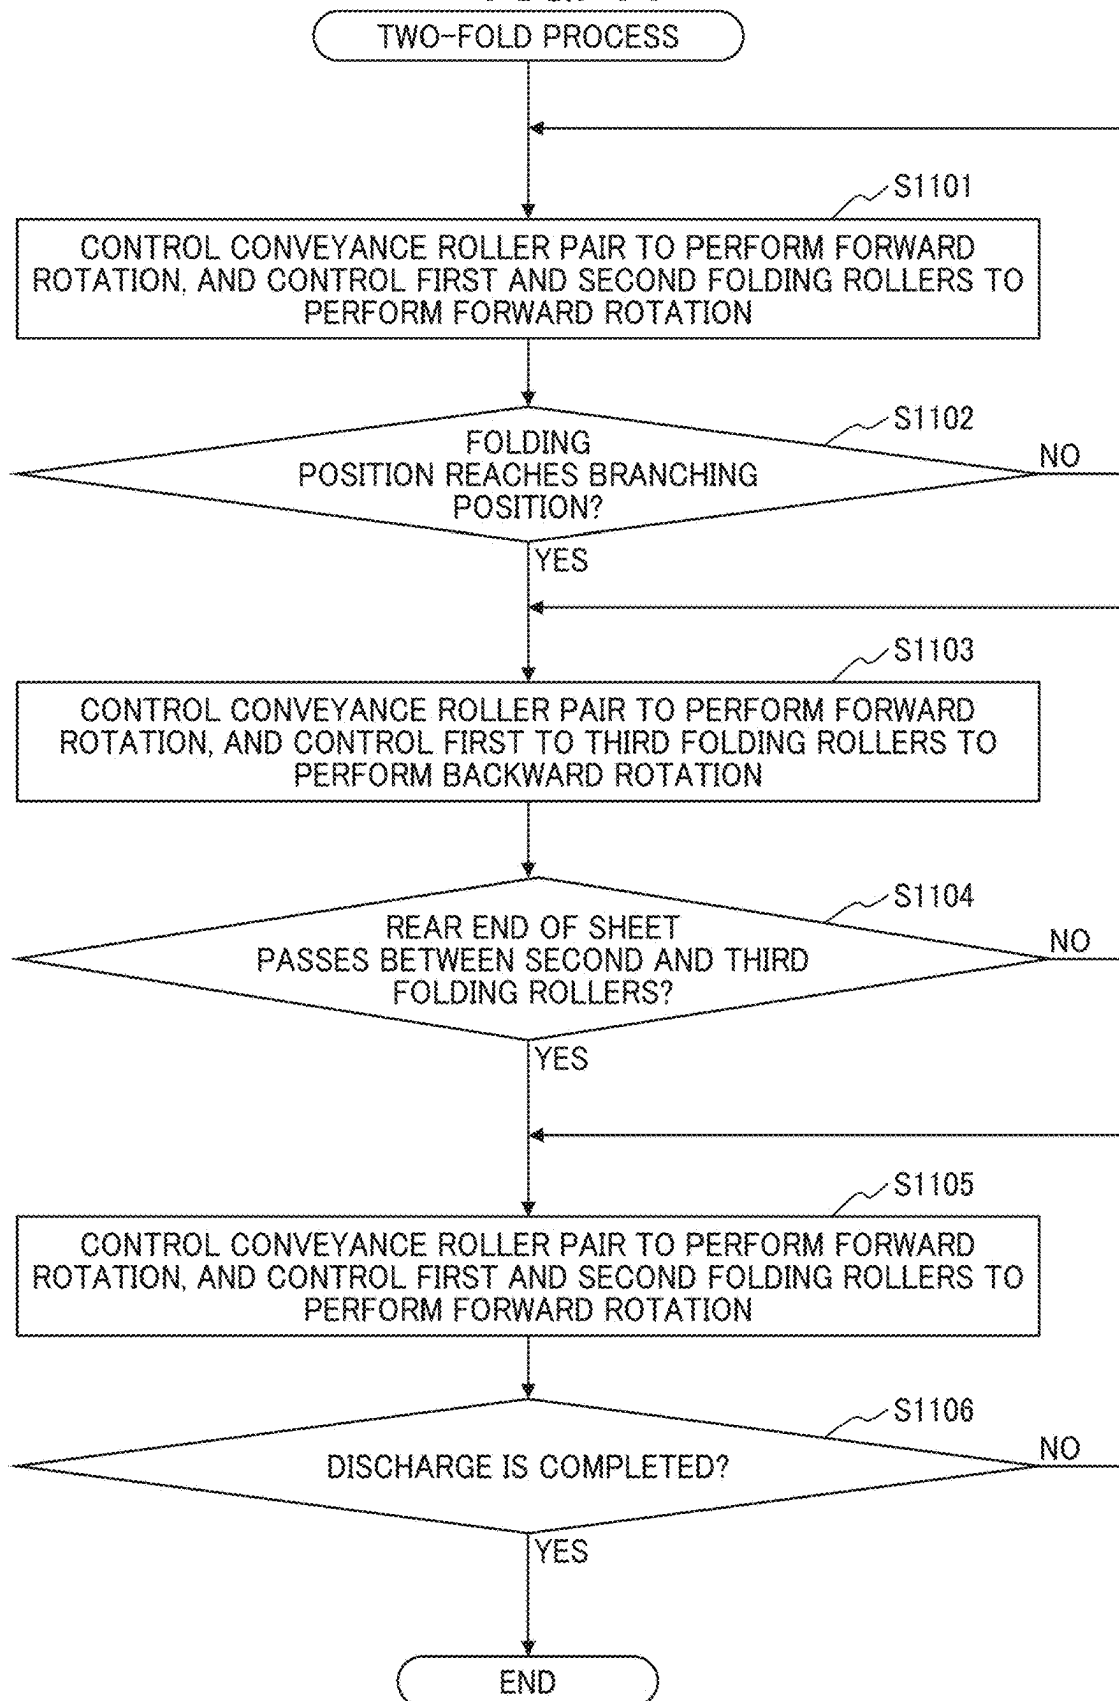 TWO-FOLD PROCESS
S1101
CONTROL CONVEYANCE ROLLER PAIR TO PERFORM FORWARD
ROTATION, AND CONTROL FIRST AND SECOND FOLDING ROLLERS TO
PERFORM FORWARD ROTATION
S1102
FOLDING
POSITION REACHES BRANCHING
POSITION?
NO
YES
S1103
CONTROL CONVEYANCE ROLLER PAIR TO PERFORM FORWARD
ROTATION, AND CONTROL FIRST TO THIRD FOLDING ROLLERS TO
PERFORM BACKWARD ROTATION
S1104
REAR END OF SHEET
PASSES BETWEEN SECOND AND THIRD
FOLDING ROLLERS?
NO
YES
S1105
CONTROL CONVEYANCE ROLLER PAIR TO PERFORM FORWARD
ROTATION, AND CONTROL FIRST AND SECOND FOLDING ROLLERS TO
PERFORM FORWARD ROTATION
S1106
DISCHARGE IS COMPLETED?
NO
YES
END